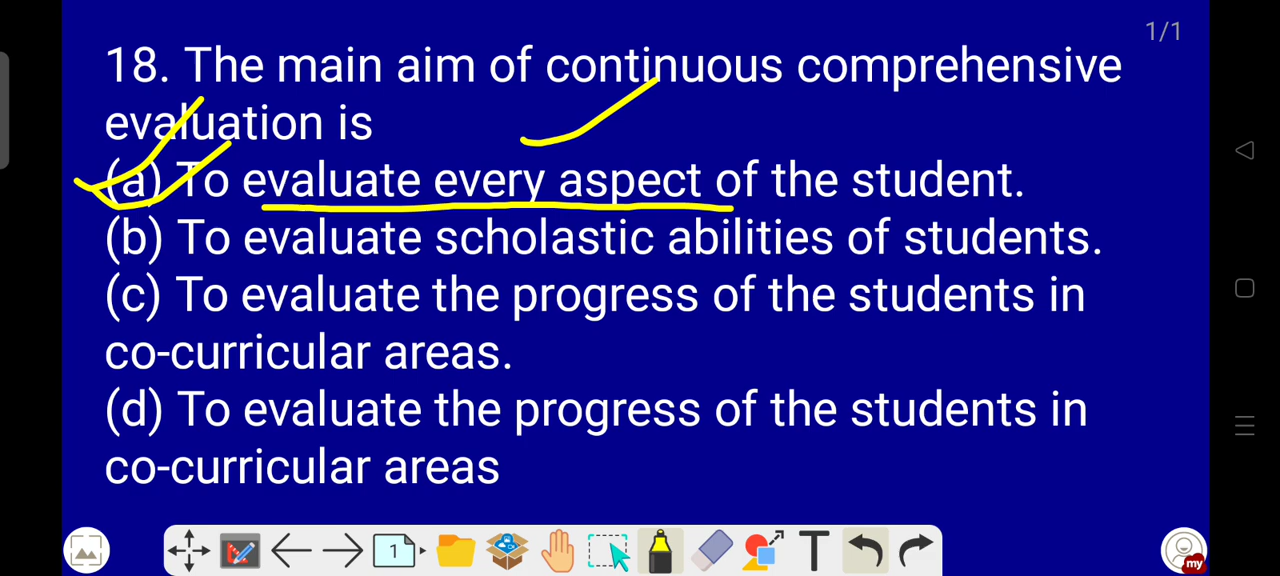 1/1
18. The main aim of continuous comprehensive
evaluation is
(a) To evaluate every aspect of the student.
(b) To evaluate scholastic abilities of students.
(c) To evaluate the progress of the students in
co-curricular areas.
(d) To evaluate the progress of the students in
co-curricular areas
1
T
my